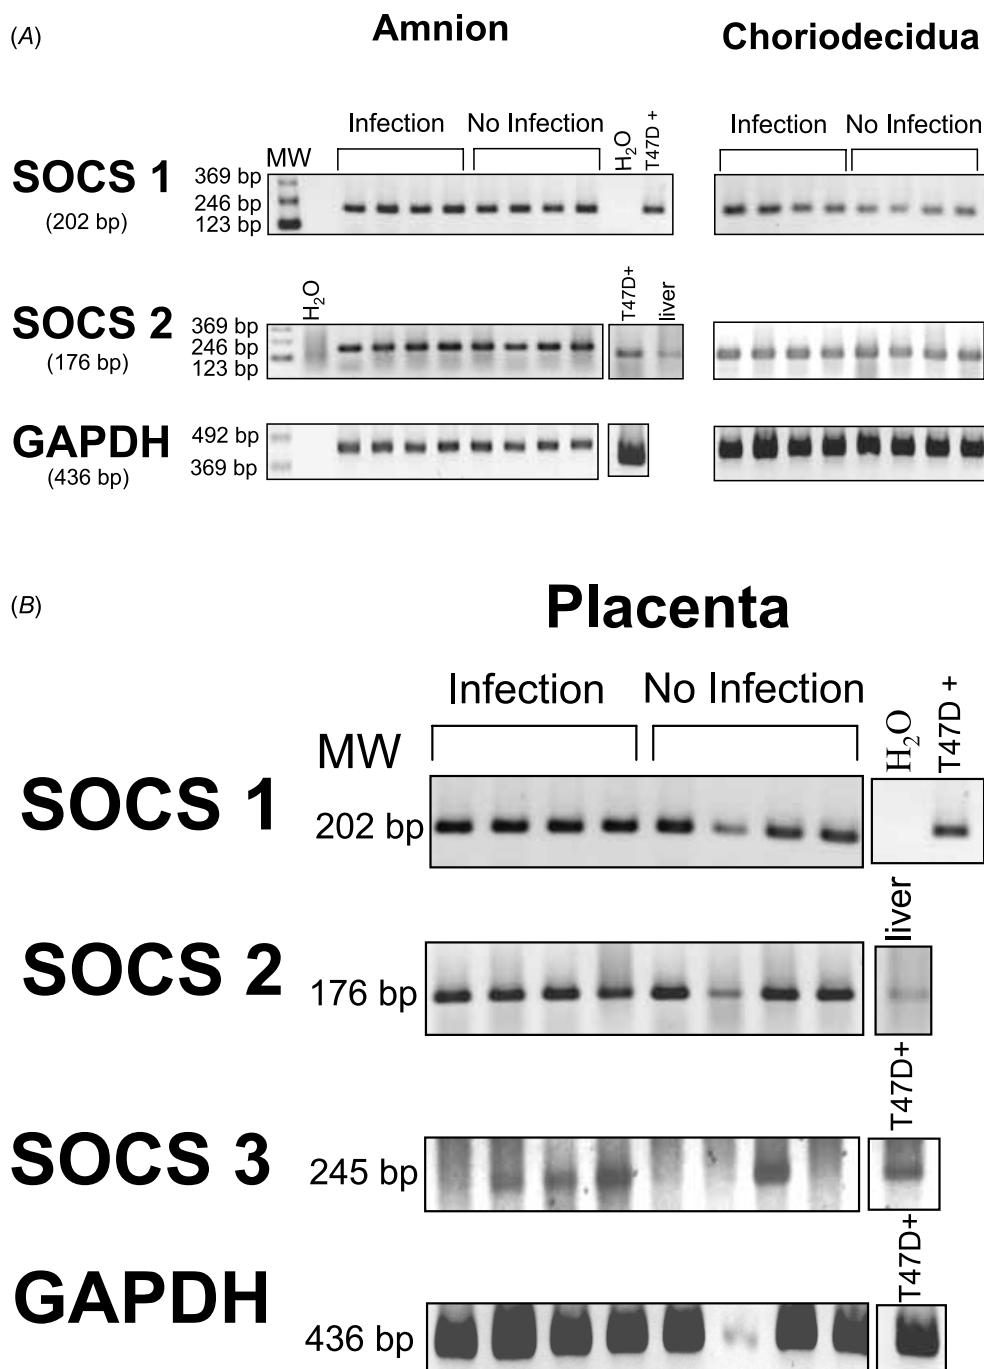 (A)
Amnion
Choriodecidua
Infection No Infection H2O T47D +
Infection No Infection
MW
SOCS 1
(202 bp)
369 bp
246 bp
123 bp
H2O
T47D+ liver
SOCS 2
(176 bp)
369 bp
246 bp
123 bp
GAPDH
(436 bp)
492 bp
369 bp
(B)
Placenta
Infection No Infection H2O T47D +
MW
SOCS 1
202 bp
liver
SOCS 2
176 bp
T47D+
SOCS 3
245 bp
T47D+
GAPDH
436 bp